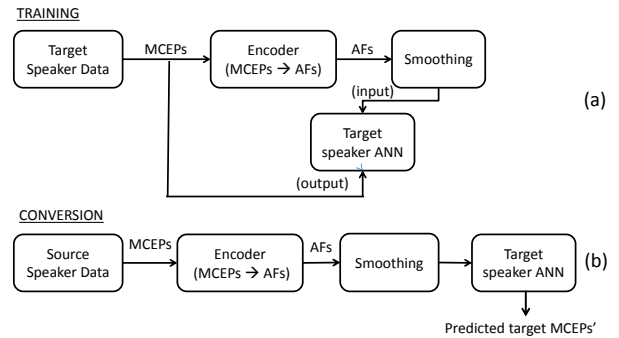 TRAINING
Target
Speaker Data
MCEPs
Encoder
(MCEPs → AFs)
AFs
Smoothing
(input)
(a)
Target
speaker ANN
(output)
CONVERSION
Source
Speaker Data
MCEPs
Encoder
(MCEPs → AFs)
AFs
Smoothing
Target
speaker ANN
(b)
Predicted target MCEPs'